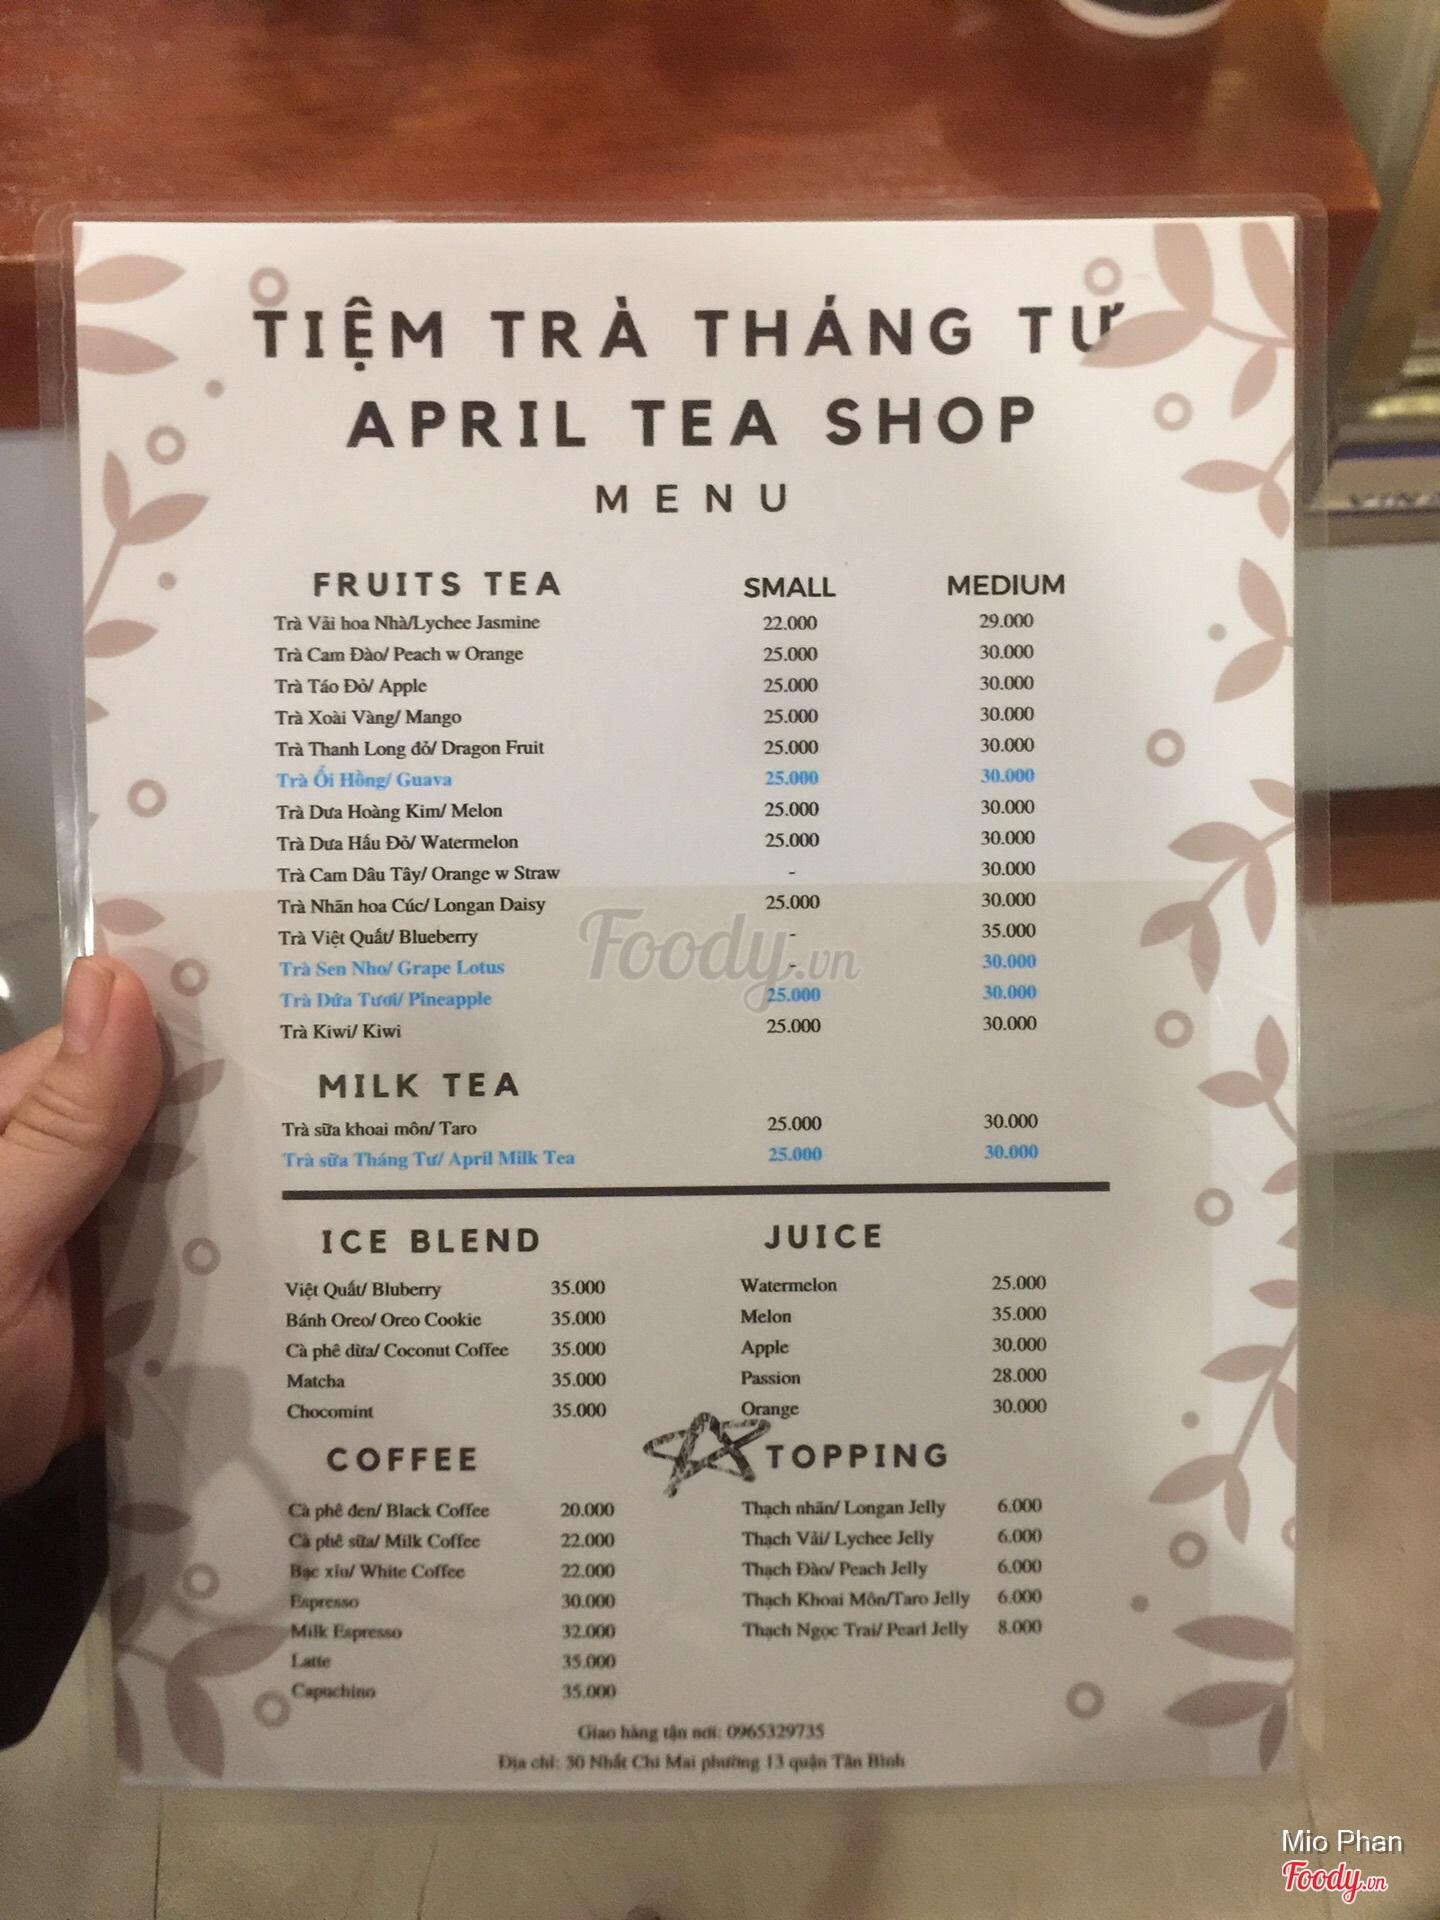 TIỆM TRÀ THÁNG TƯ
APRIL TEA SHOP
MENU
FRUITS TEA SMALL MEDIUM
Trà Vải hoa Nhà/Lychee Jasmine 22.000 29.000
Trà Cam Đào/ Peach w Orange 25.000 30.000
Trà Táo Đỏ/ Apple 25.000 30.000
Trà Xoài Vàng/ Mango 25.000 30.000
Trà Thanh Long đỏ/ Dragon Fruit 25.000 30.000
Trà Ổi Hồng/ Guava 25.000 30.000
Trà Dưa Hoàng Kim/ Melon 25.000 30.000
Trà Dưa Hấu Đỏ/ Watermelon 25.000 30.000
Trà Cam Dâu Tây/ Orange w Straw - 30.000
Trà Nhãn hoa Cúc/ Longan Daisy 25.000 30.000
Trà Việt Quất/ Blueberry - 35.000
Trà Sen Nho/ Grape Lotus - 30.000
Trà Dứa Tươi/ Pineapple 25.000 30.000
Trà Kiwi/ Kiwi 25.000 30.000
Foody.vn
MILK TEA
Trà sữa khoai môn/ Taro 25.000 30.000
Trà sữa Tháng Tư/ April Milk Tea 25.000 30.000
ICE BLEND
Việt Quất/ Bluberry 35.000
Bánh Oreo/ Oreo Cookie 35.000
Cà phê dừa/ Coconut Coffee 35.000
Matcha 35.000
Chocomint 35.000
JUICE
Watermelon 25.000
Melon 35.000
Apple 30.000
Passion 28.000
Orange 30.000
COFFEE
Cà phê đen/ Black Coffee 20.000
Cà phê sữa/ Milk Coffee 22.000
Bạc xỉu/ White Coffee 22.000
Espresso 30.000
Milk Espresso 32.000
Latte 35.000
Capuchino 35.000
TOPPING
Thạch nhãn/ Longan Jelly 6.000
Thạch Vải/ Lychee Jelly 6.000
Thạch Đào/ Peach Jelly 6.000
Thạch Khoai Môn/Taro Jelly 6.000
Thạch Ngọc Trai/ Pearl Jelly 8.000
Giao hàng tận nơi: 0965329735
Địa chỉ: 30 Nhất Chi Mai phường 13 quận Tân Bình
Mio Phan
Foody.vn